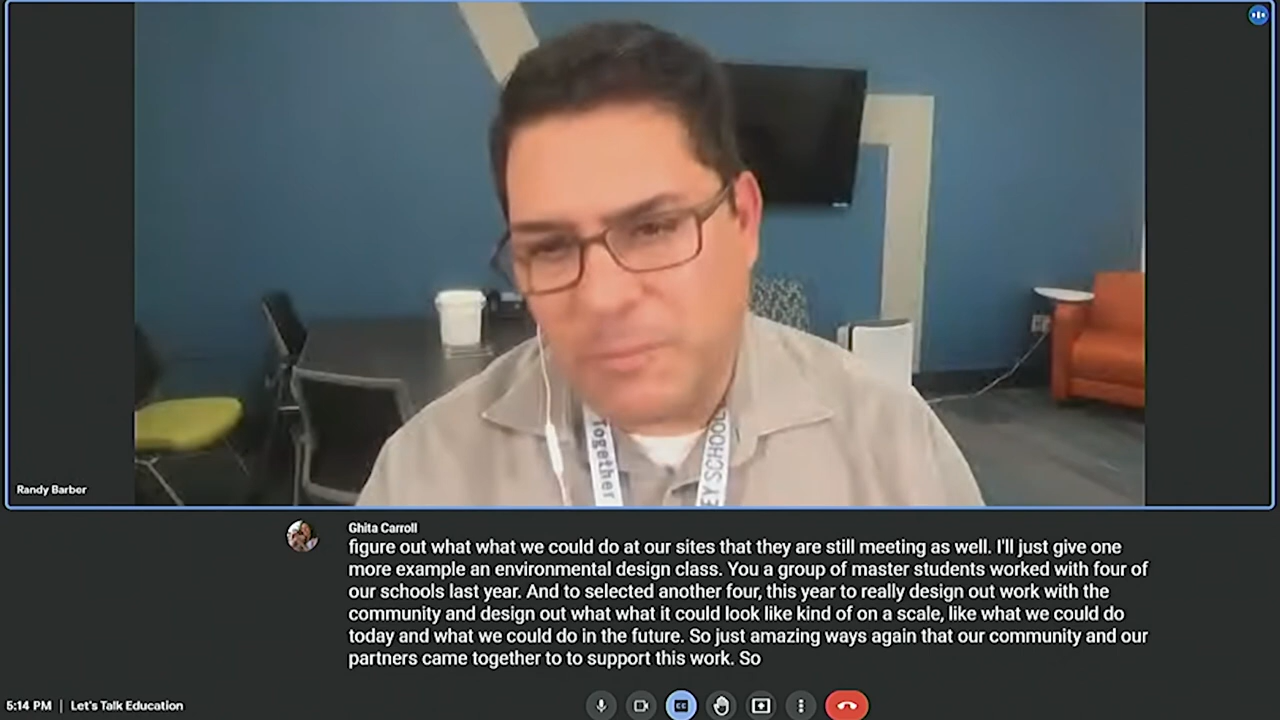 Together
EY SCHOOL
Randy Barber
Ghita Carroll
figure out what what we could do at our sites that they are still meeting as well. I'll just give one
more example an environmental design class. You a group of master students worked with four of
our schools last year. And to selected another four, this year to really design out work with the
community and design out what what it could look like kind of on a scale, like what we could do
today and what we could do in the future. So just amazing ways again that our community and our
partners came together to to support this work. So
5:14 PM | Let's Talk Education
CC